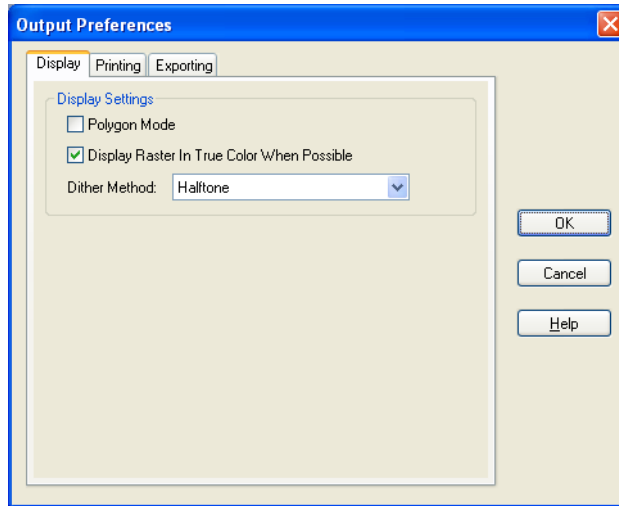 Output Preferences
Display Printing Exporting
Display Settings
Polygon Mode
Display Raster In True Color When Possible
Dither Method: Halftone
OK
Cancel
Help